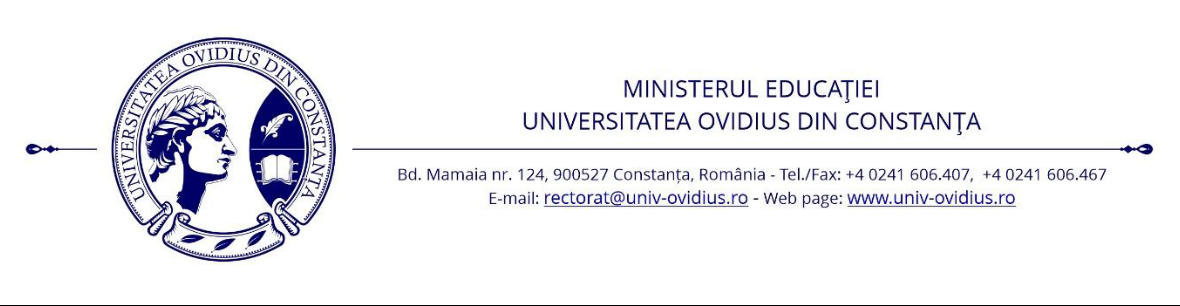 UNIVERSITATEA OVIDIUS DIN CONSTANTA
MINISTERUL EDUCAŢIEI
UNIVERSITATEA OVIDIUS DIN CONSTANŢA
Bd. Mamaia nr. 124, 900527 Constanța, România - Tel./Fax: +4 0241 606.407, +4 0241 606.467
E-mail: rectorat@univ-ovidius.ro - Web page: www.univ-ovidius.ro